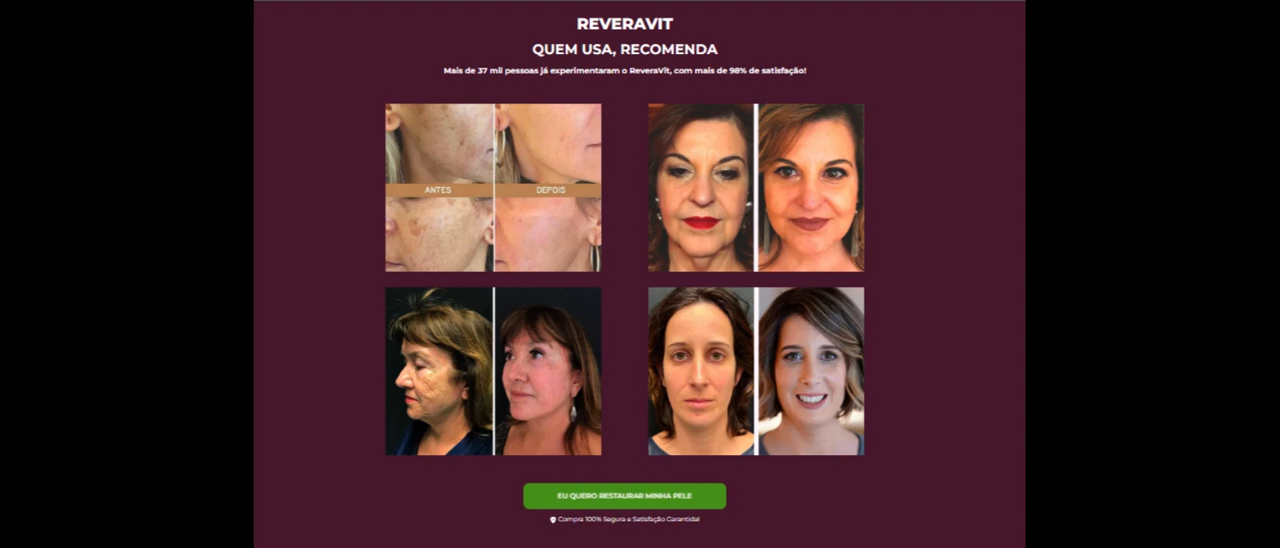 REVERAVIT
QUEM USA, RECOMENDA
Mais de 37 mil pessoas já experimentaram o ReveraVit, com mais de 98% de satisfação!
ANTES
DEPOIS
EU QUERO RESTAURAR MINHA PELE
Compra 100% Segura e Satisfação Garantida!